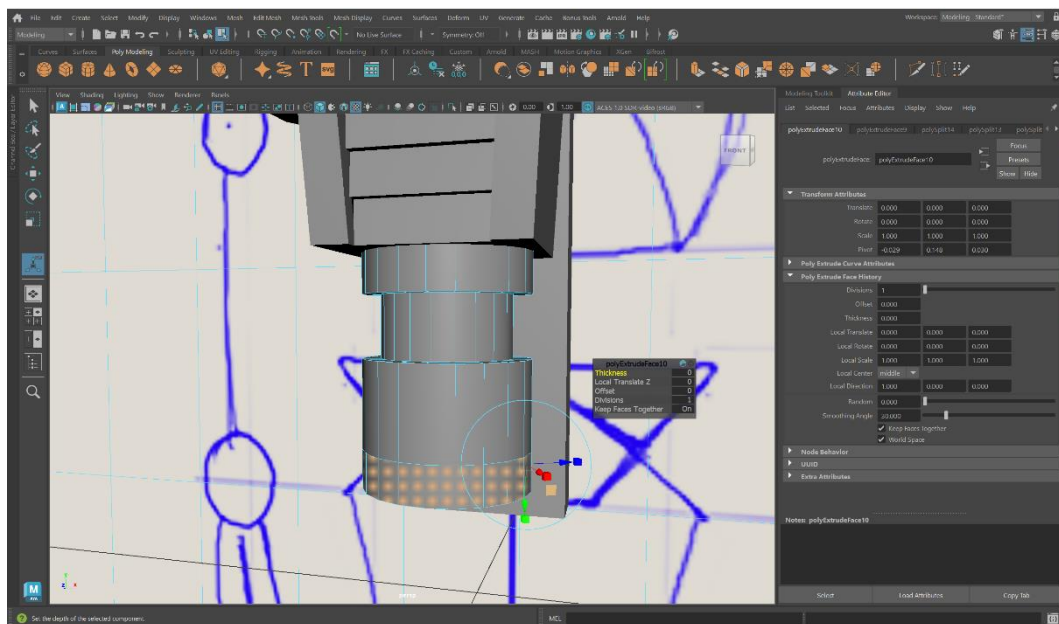 File Edit Create Select Modify Display Windows Mesh Edit Mesh Mesh Tools Mesh Display Curves Surfaces Deform UV Generate Cache Bonus Tools Arnold Help
Workspace: Modeling - Standard*
Modeling
No Live Surface
Symmetry: Off
Curves Surfaces Poly Modeling Sculpting UV Editing Rigging Animation Rendering FX FX Caching Custom Arnold MASH Motion Graphics XGen Bifrost
View Shading Lighting Show Renderer Panels
0.00 1.00 ACES 1.0 SDR-video (sRGB)
FRONT
polyExtrudeFace10
Thickness 0
Local Translate Z 0
Offset 0
Divisions 1
Keep Faces Together On
persp
Modeling Toolkit Attribute Editor
List Selected Focus Attributes Display Show Help
polyExtrudeFace10 polyExtrudeFace9 polySplit14 polySplit13 polySplit
polyExtrudeFace: polyExtrudeFace10
Focus
Presets
Show Hide
Transform Attributes
Translate 0.000 0.000 0.000
Rotate 0.000 0.000 0.000
Scale 1.000 1.000 1.000
Pivot -0.029 0.146 0.030
Poly Extrude Curve Attributes
Poly Extrude Face History
Divisions 1
Offset 0.000
Thickness 0.000
Local Translate 0.000 0.000 0.000
Local Rotate 0.000 0.000 0.000
Local Scale 1.000 1.000 1.000
Local Center middle
Local Direction 1.000 0.000 0.000
Random 0.000
Smoothing Angle 30.000
Keep Faces Together
World Space
Node Behavior
UUID
Extra Attributes
Notes: polyExtrudeFace10
Select Load Attributes Copy Tab
Set the depth of the selected component.
MEL